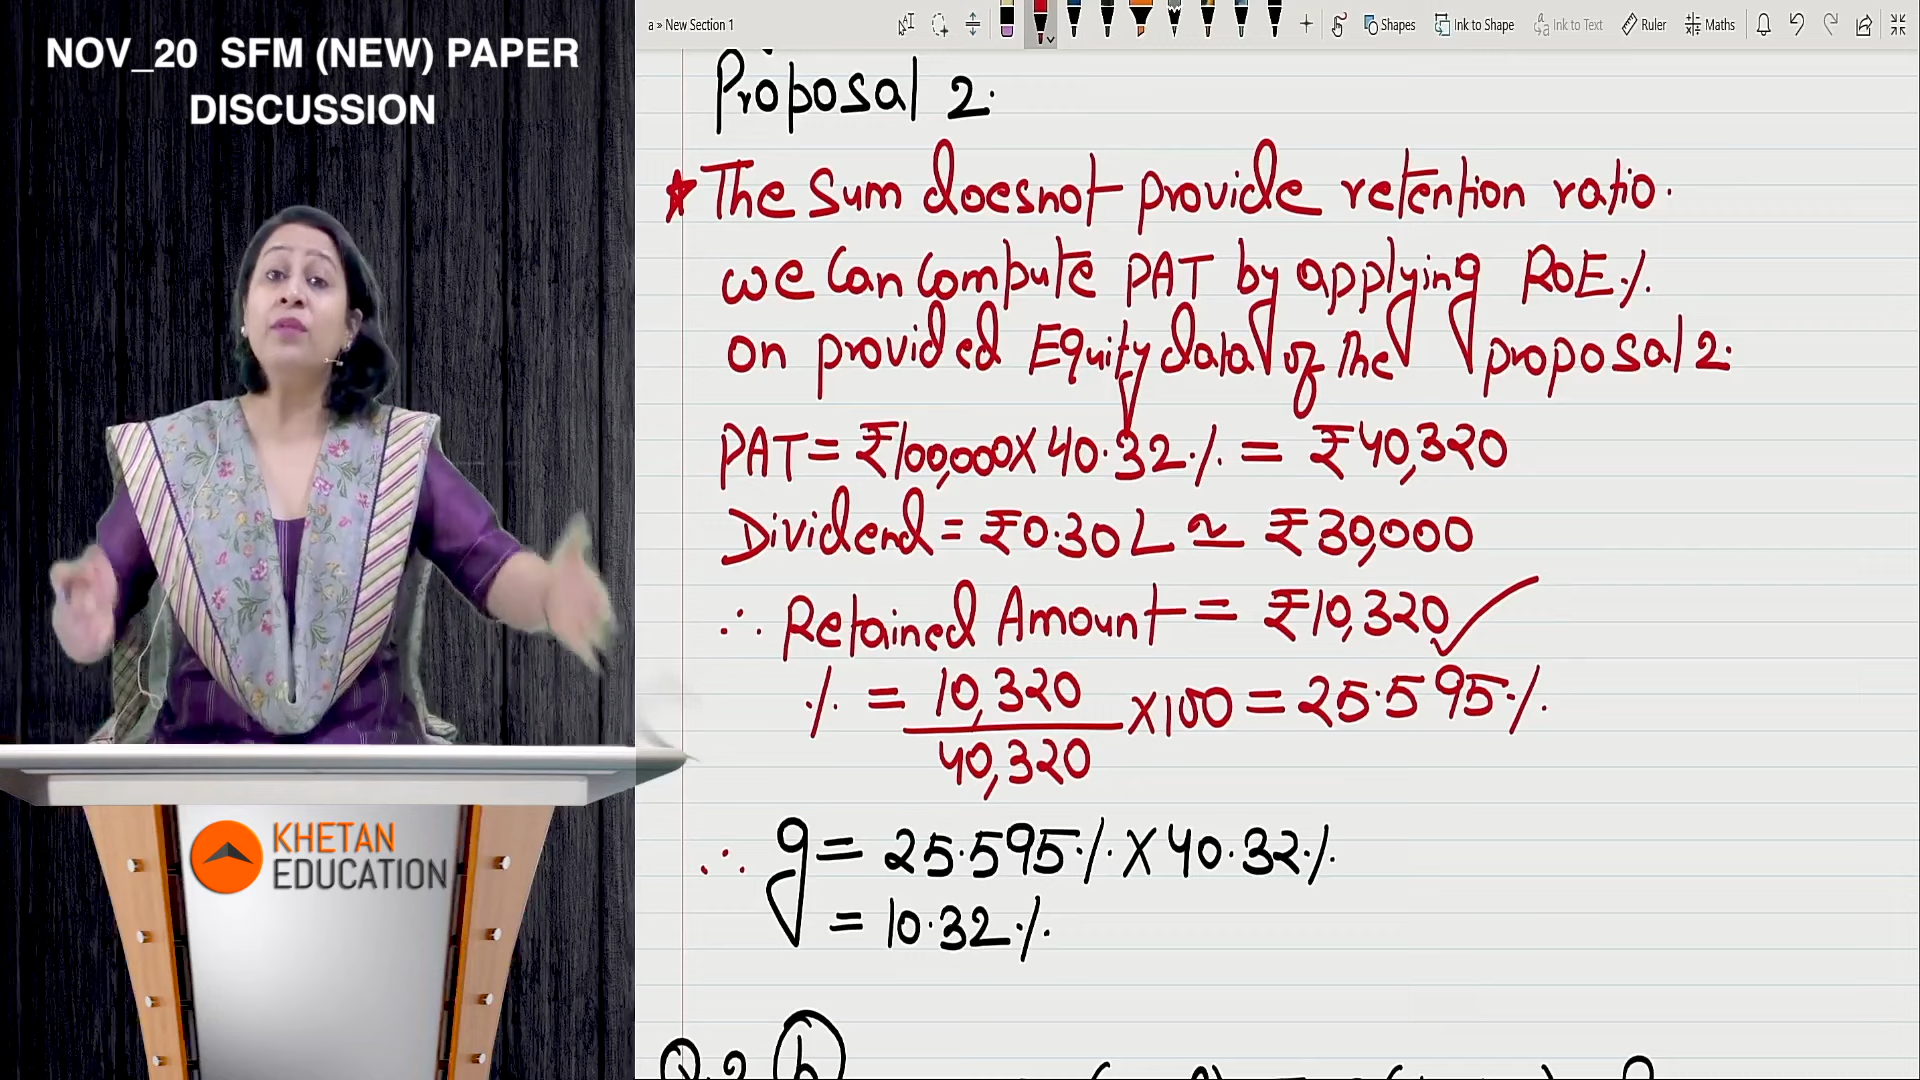 NOV_20 SFM (NEW) PAPER
DISCUSSION
KHETAN
EDUCATION
a » New Section 1
Shapes
Ink to Shape
Ink to Text
Ruler
Maths
Proposal 2.
★ The Sum doesnot provide retention ratio.
we can compute PAT by applying ROE%
on provided Equity data of the proposal 2.
PAT = ₹100,000 X 40.32% = ₹40,320
Dividend = ₹0.30 L ≃ ₹30,000
∴ Retained Amount = ₹10,320 ✓
% = 10,320 / 40,320 X100 = 25.595%
∴ g = 25.595% X 40.32%
= 10.32%
Q.2 (b)